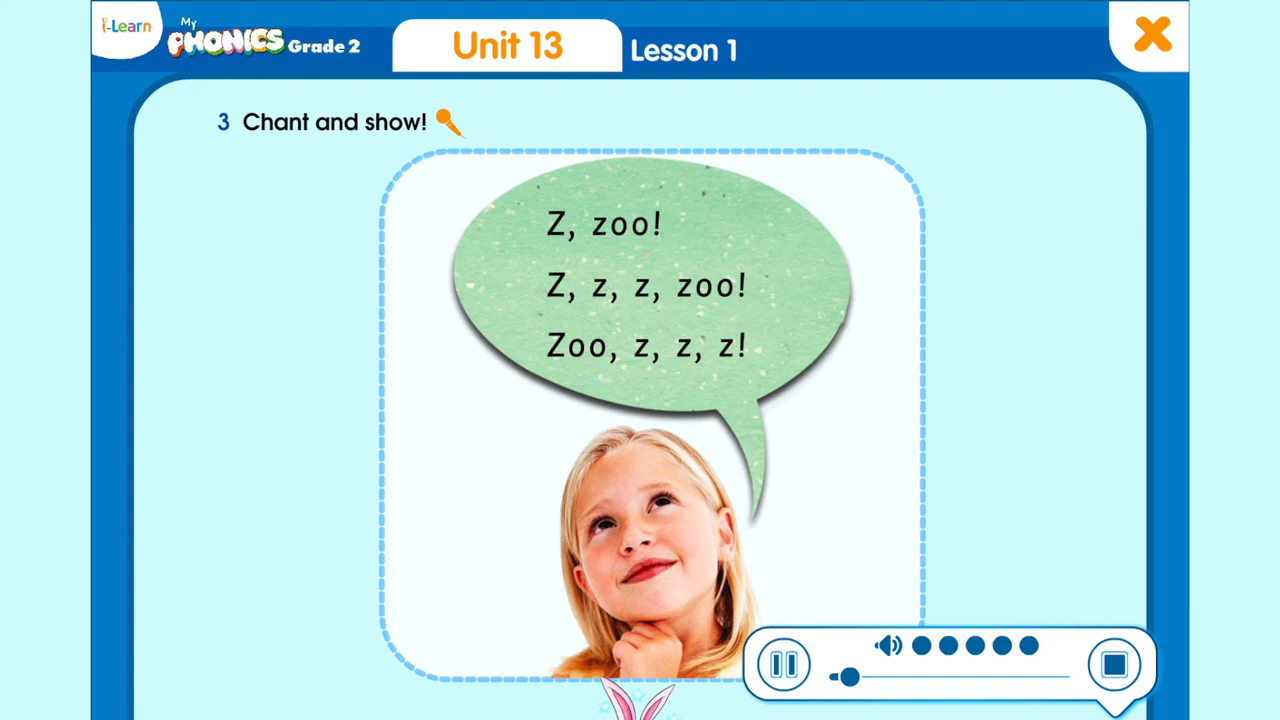 i-Learn
My
PHONICS Grade 2
Unit 13
Lesson 1
3 Chant and show!
Z, zoo!
Z, z, z, zoo!
Zoo, z, z, z!